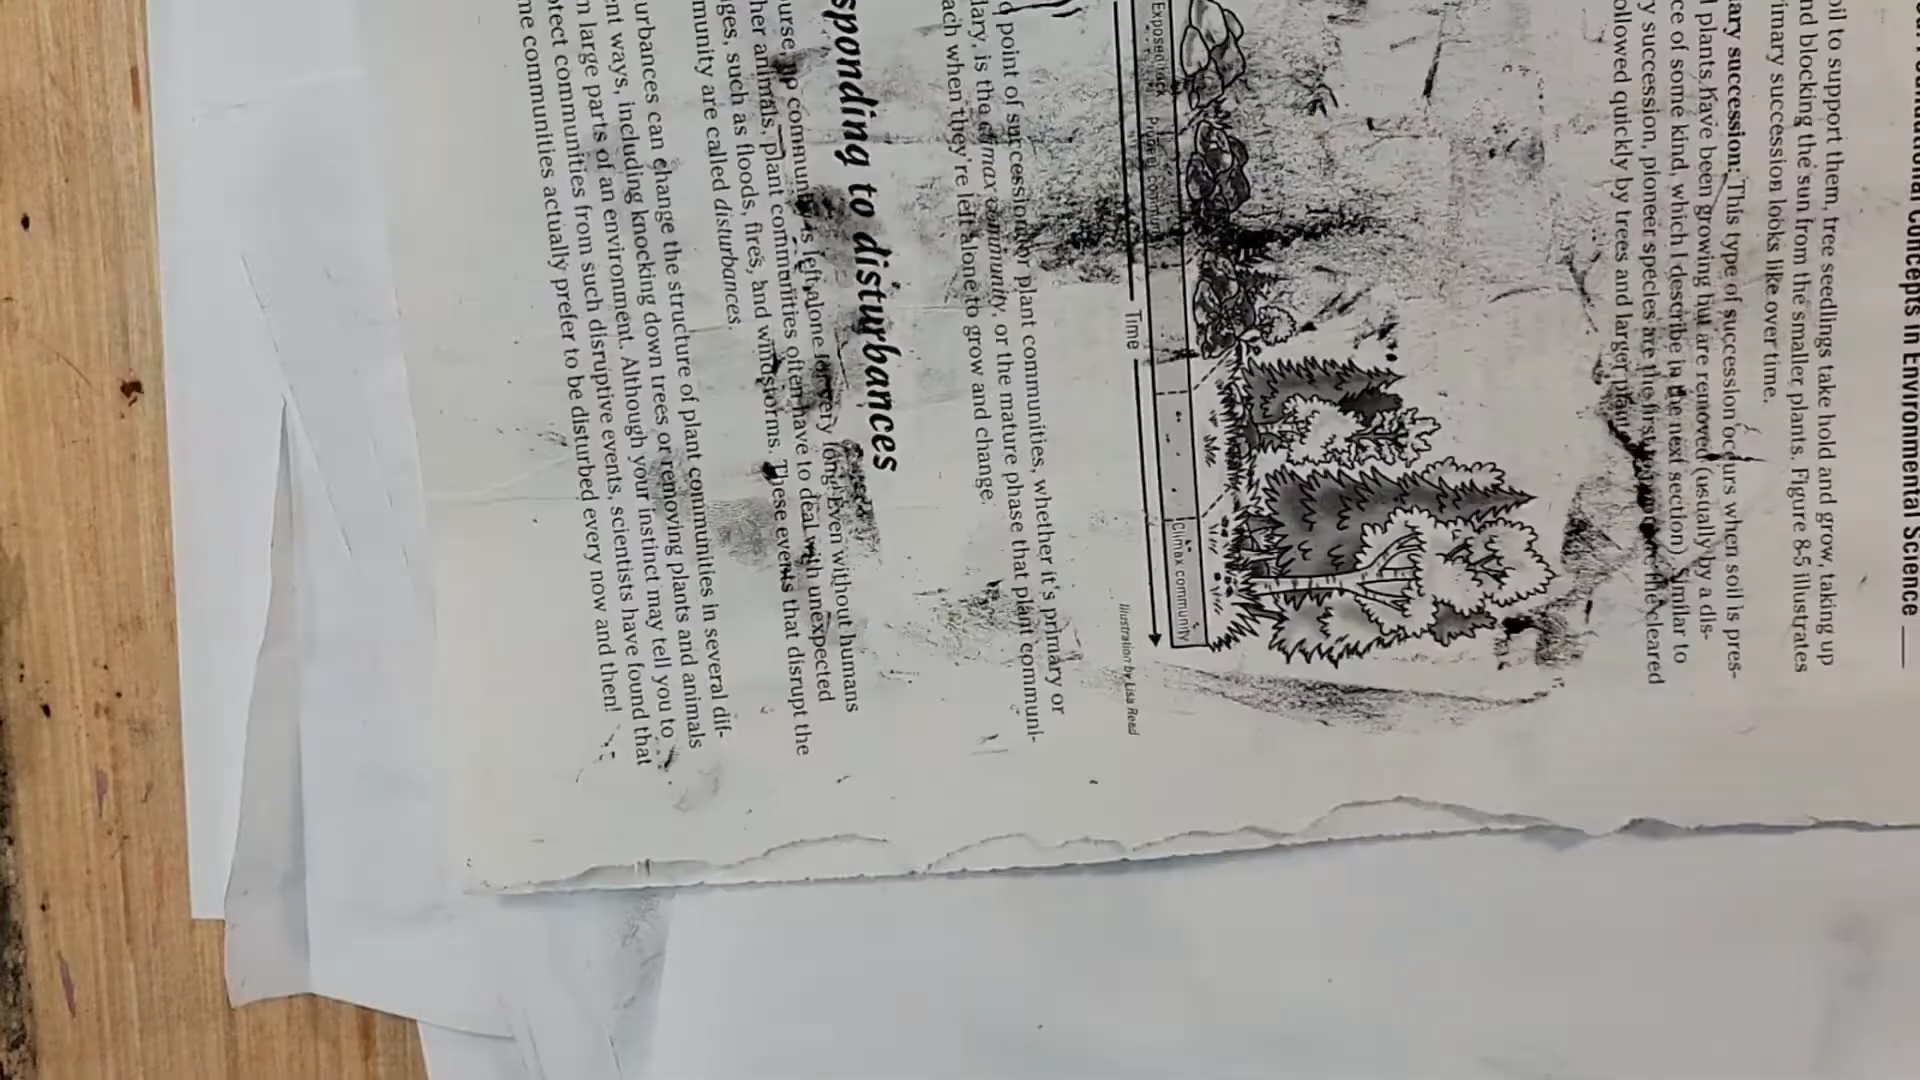 Concepts in Environmental Science
oil to support them, tree seedlings take hold and grow, taking up
nd blocking the sun from the smaller plants. Figure 8-5 illustrates
imary succession looks like over time.
ary succession: This type of succession occurs when soil is pres-
plants have been growing but are removed (usually by a dis-
ce of some kind, which I describe in the next section). Similar to
y succession, pioneer species are the first cleared
ollowed quickly by trees and larger
Exposed rock
Climax community
Time
Illustration by Lisa Reed
d point of succession for plant communities, whether it's primary or
dary, is the climax community, or the mature phase that plant communi-
ach when they're left alone to grow and change.
sponding to disturbances
ourse, no community is left alone for very long! Even without humans
her animals, plant communities often have to deal with unexpected
ges, such as floods, fires, and windstorms. These events that disrupt the
munity are called disturbances.
urbances can change the structure of plant communities in several dif-
ent ways, including knocking down trees or removing plants and animals
m large parts of an environment. Although your instinct may tell you to
otect communities from such disruptive events, scientists have found that
me communities actually prefer to be disturbed every now and then!